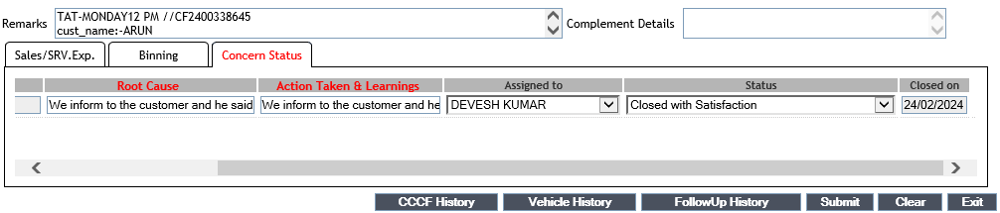 Remarks
TAT-MONDAY12 PM //CF2400338645
cust_name:-ARUN
Complement Details
Sales/SRV.Exp. Binning Concern Status
Root Cause Action Taken & Learnings Assigned to Status Closed on
We inform to the customer and he said We inform to the customer and he DEVESH KUMAR Closed with Satisfaction 24/02/2024
CCCF History Vehicle History FollowUp History Submit Clear Exit